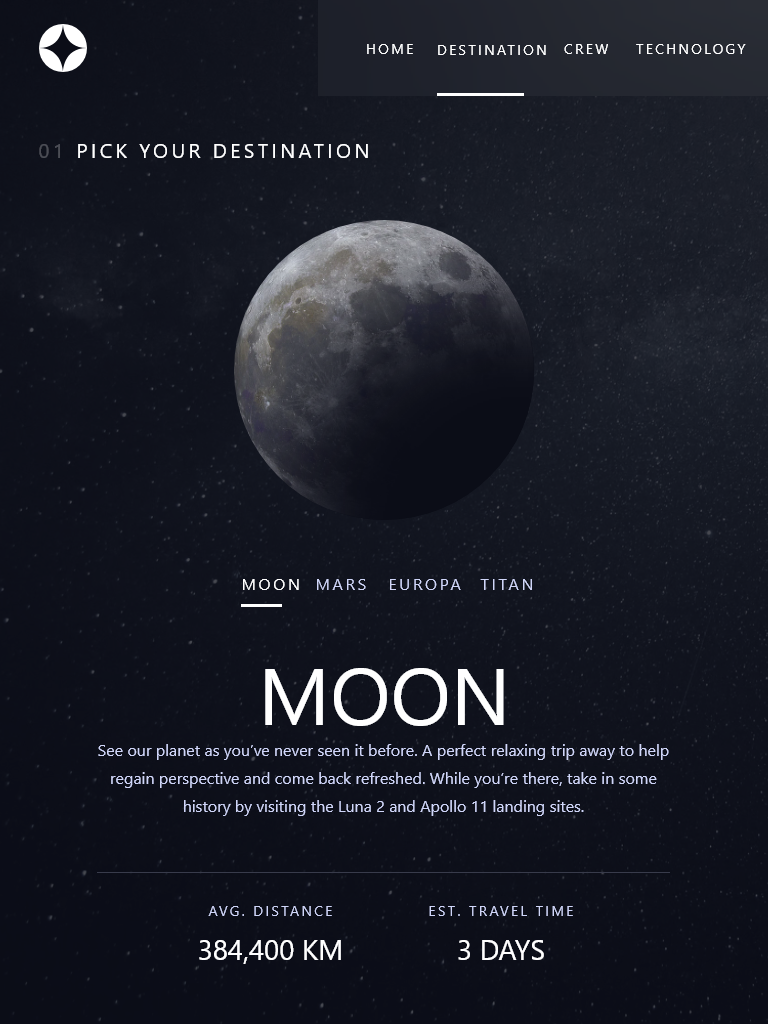 HOME DESTINATION CREW TECHNOLOGY
01 PICK YOUR DESTINATION
MOON MARS EUROPA TITAN
MOON
See our planet as you’ve never seen it before. A perfect relaxing trip away to help
regain perspective and come back refreshed. While you’re there, take in some
history by visiting the Luna 2 and Apollo 11 landing sites.
AVG. DISTANCE EST. TRAVEL TIME
384,400 KM 3 DAYS